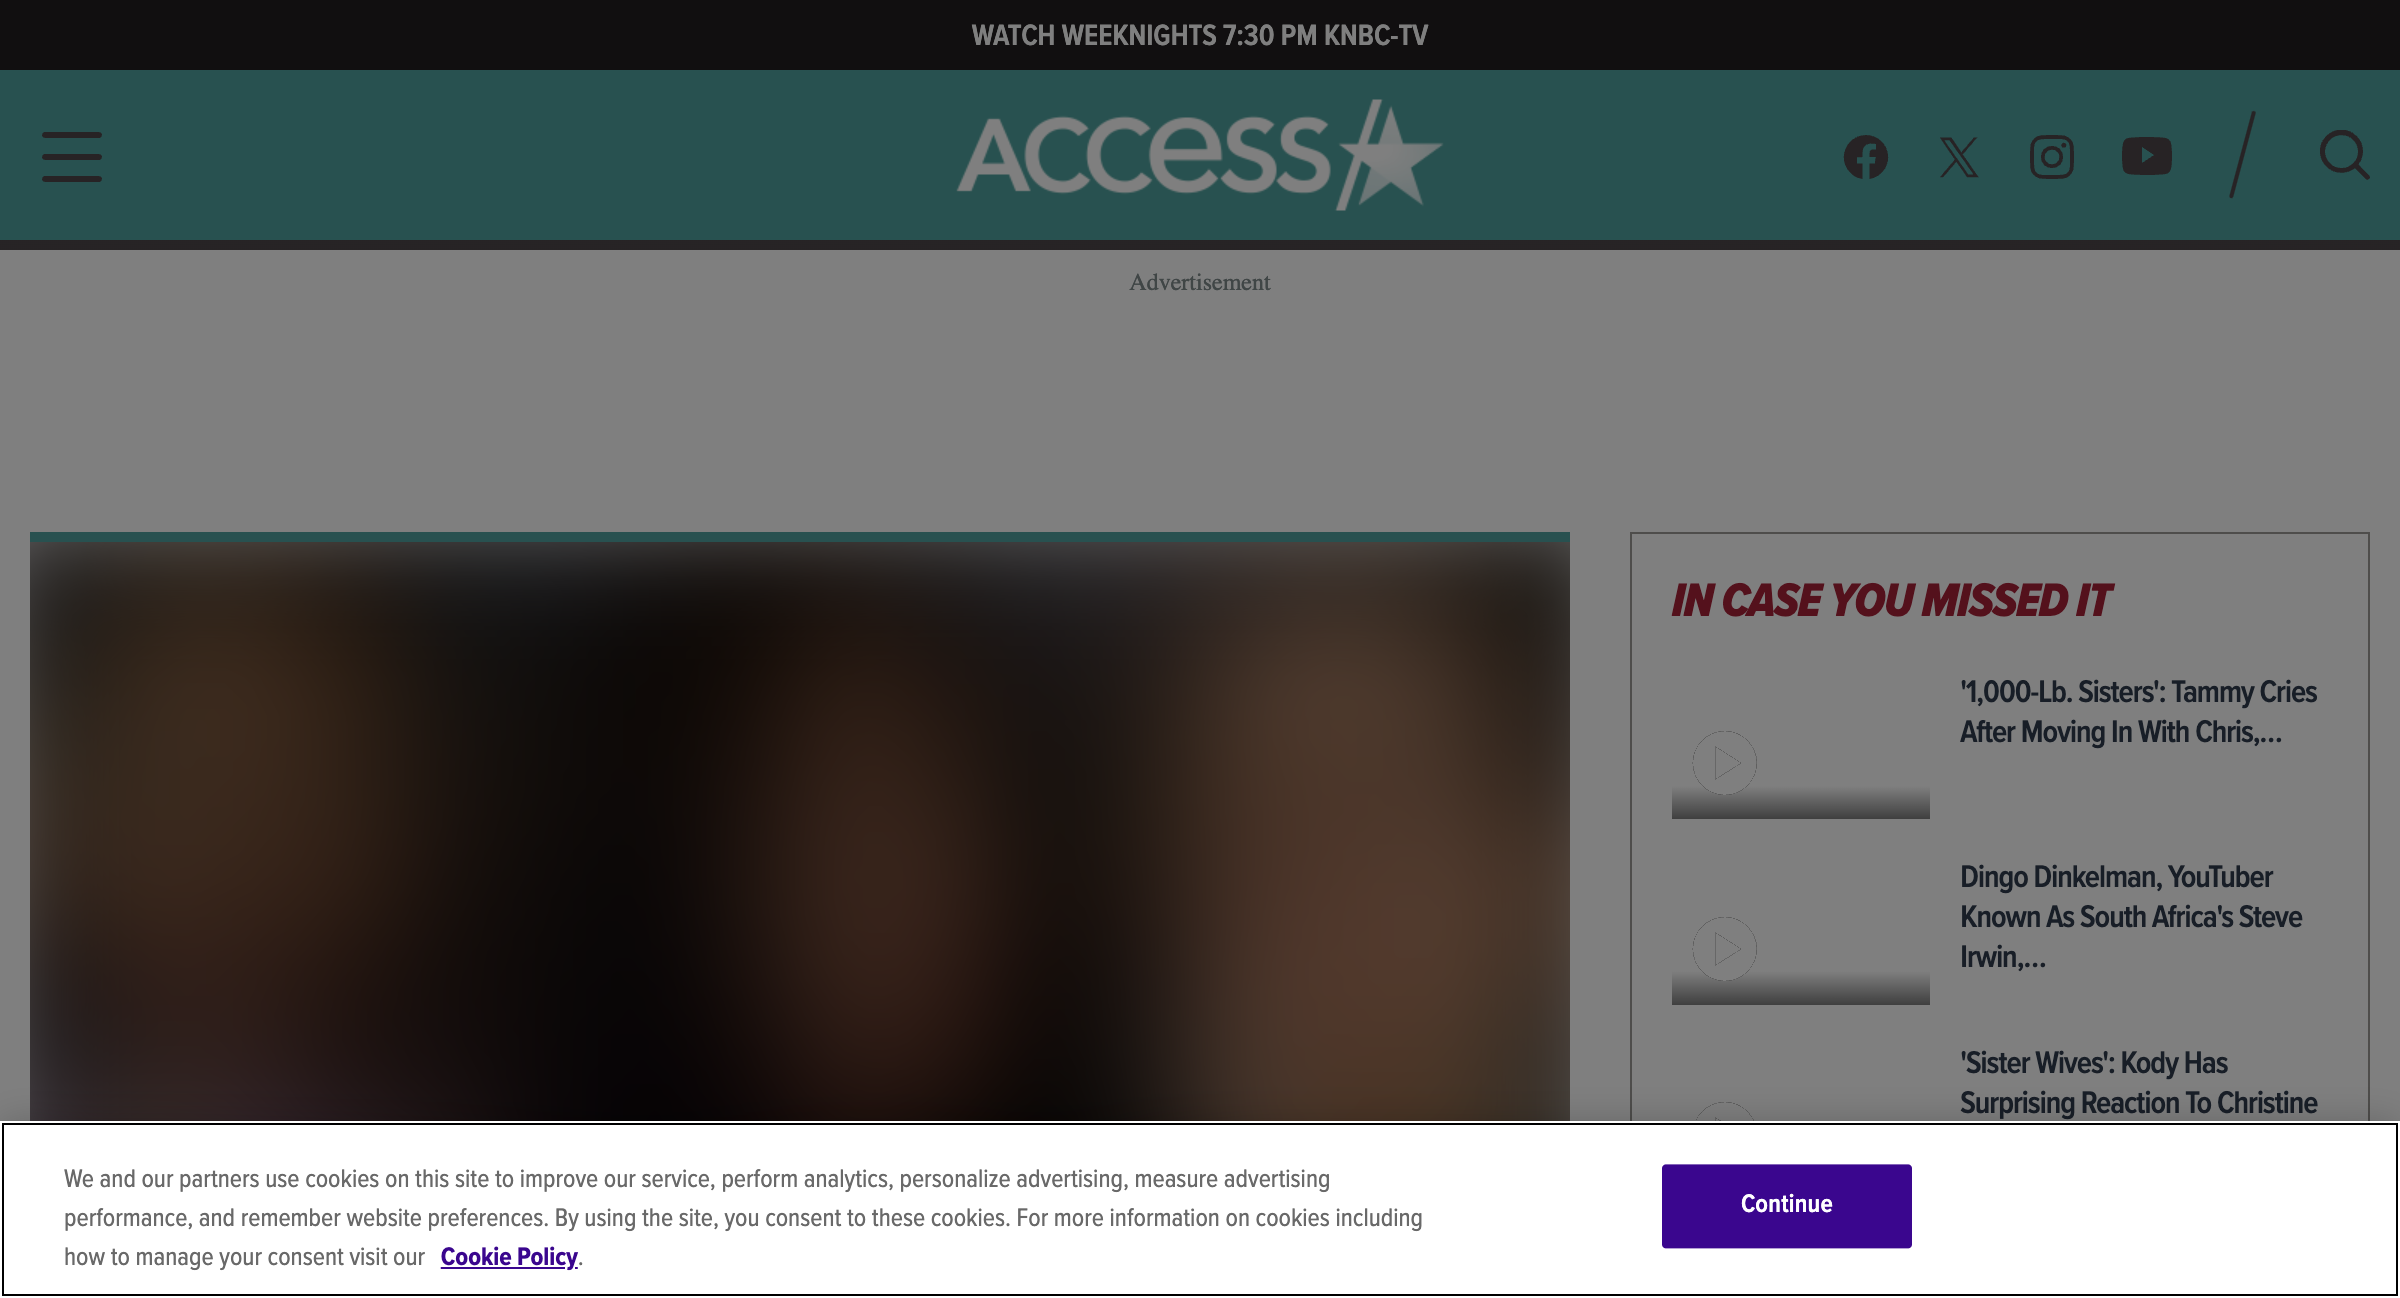 WATCH WEEKNIGHTS 7:30 PM KNBC-TV
ACCESS
Advertisement
IN CASE YOU MISSED IT
'1,000-Lb. Sisters': Tammy Cries
After Moving In With Chris,...
Dingo Dinkelman, YouTuber
Known As South Africa's Steve
Irwin,...
'Sister Wives': Kody Has
Surprising Reaction To Christine
We and our partners use cookies on this site to improve our service, perform analytics, personalize advertising, measure advertising
performance, and remember website preferences. By using the site, you consent to these cookies. For more information on cookies including
how to manage your consent visit our Cookie Policy.
Continue